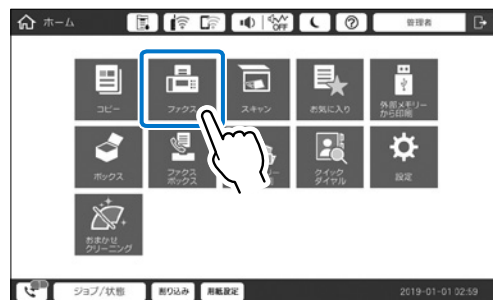 ホーム
OFF
管理者
コピー
ファクス
スキャン
お気に入り
外部メモリー
から印刷
ボックス
ファクス
ボックス
クイック
ダイヤル
設定
おまかせ
クリーニング
ジョブ/状態
割り込み
用紙設定
2019-01-01 02:59